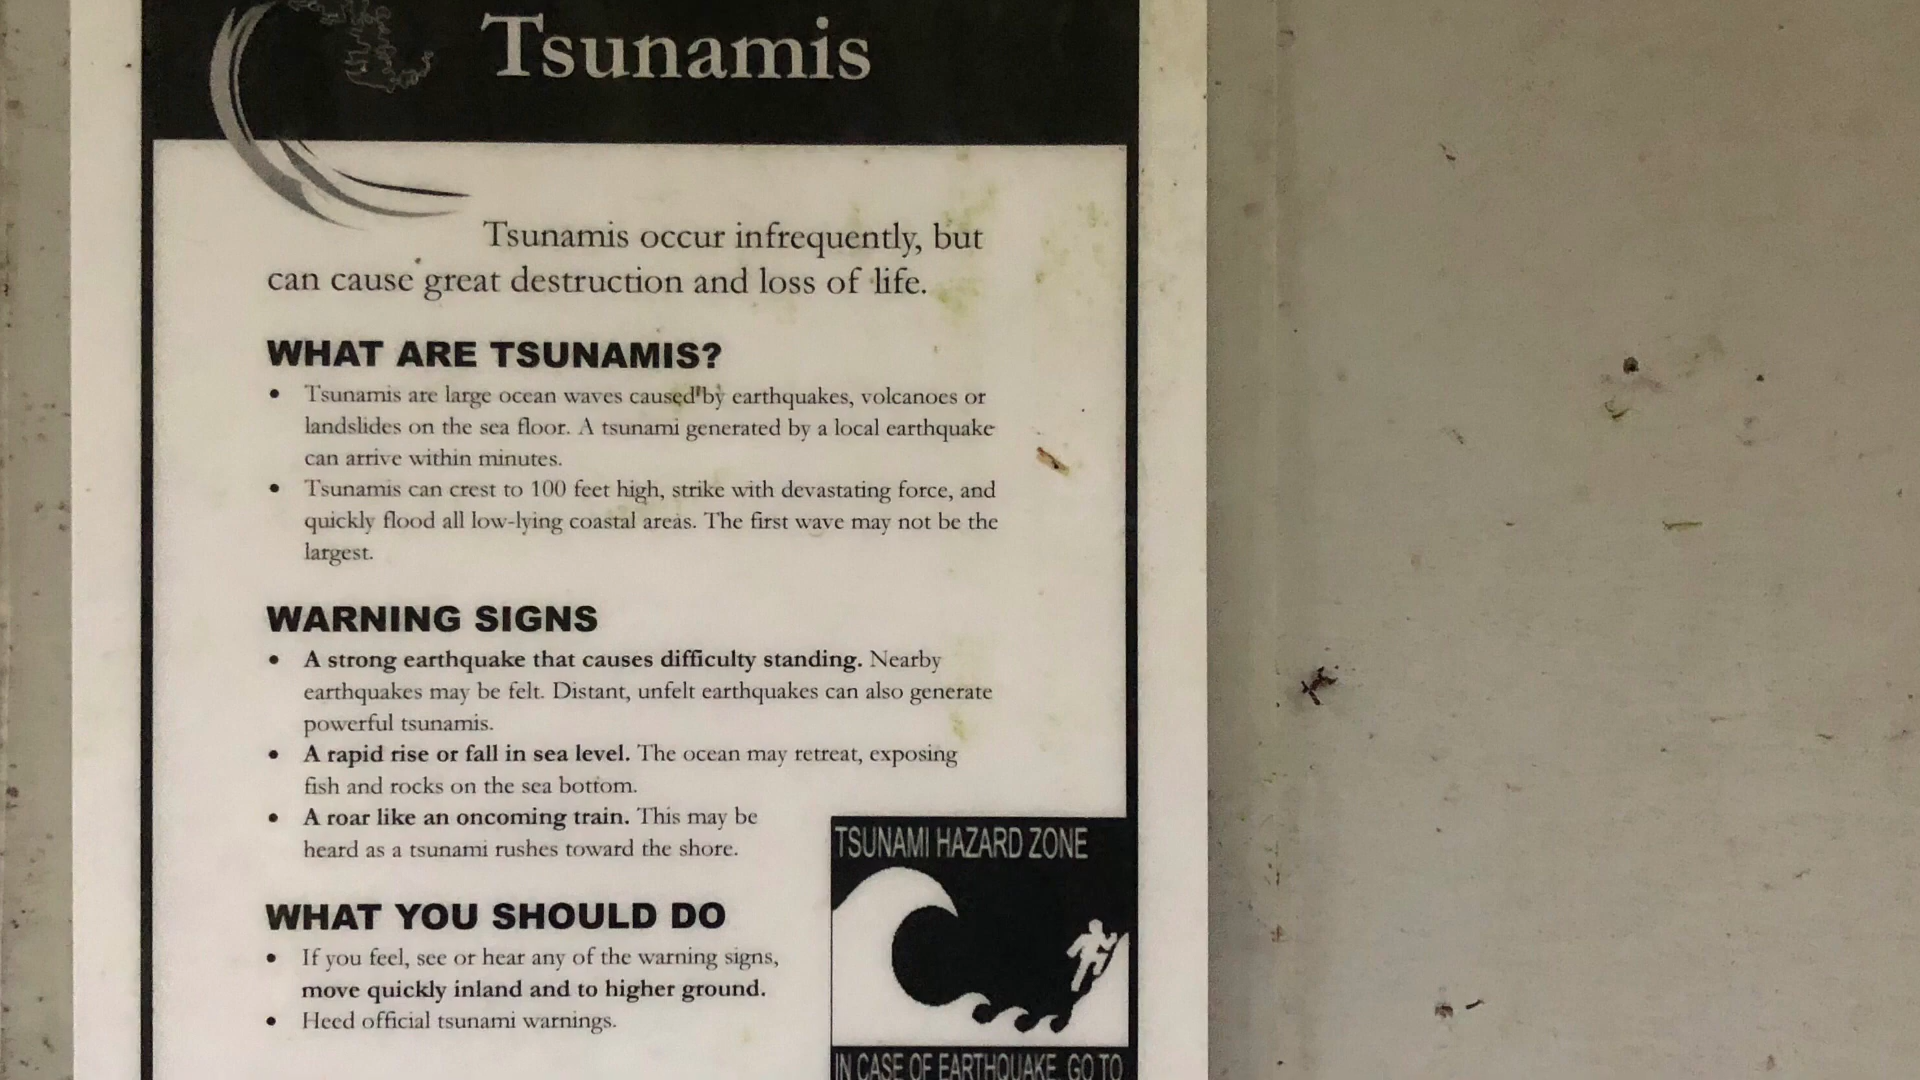 Tsunamis
Tsunamis occur infrequently, but
can cause great destruction and loss of life.
WHAT ARE TSUNAMIS?
• Tsunamis are large ocean waves caused by earthquakes, volcanoes or
landslides on the sea floor. A tsunami generated by a local earthquake
can arrive within minutes.
• Tsunamis can crest to 100 feet high, strike with devastating force, and
quickly flood all low-lying coastal areas. The first wave may not be the
largest.
WARNING SIGNS
• A strong earthquake that causes difficulty standing. Nearby
earthquakes may be felt. Distant, unfelt earthquakes can also generate
powerful tsunamis.
• A rapid rise or fall in sea level. The ocean may retreat, exposing
fish and rocks on the sea bottom.
• A roar like an oncoming train. This may be
heard as a tsunami rushes toward the shore.
WHAT YOU SHOULD DO
• If you feel, see or hear any of the warning signs,
move quickly inland and to higher ground.
• Heed official tsunami warnings.
TSUNAMI HAZARD ZONE
IN CASE OF EARTHQUAKE, GO TO